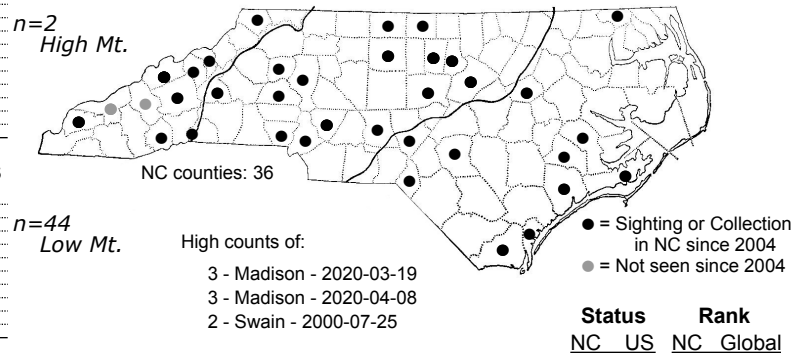 n=2
High Mt.
NC counties: 36
n=44
Low Mt.
High counts of:
3 - Madison - 2020-03-19
3 - Madison - 2020-04-08
2 - Swain - 2000-07-25
= Sighting or Collection
in NC since 2004
= Not seen since 2004
Status Rank
NC US NC Global